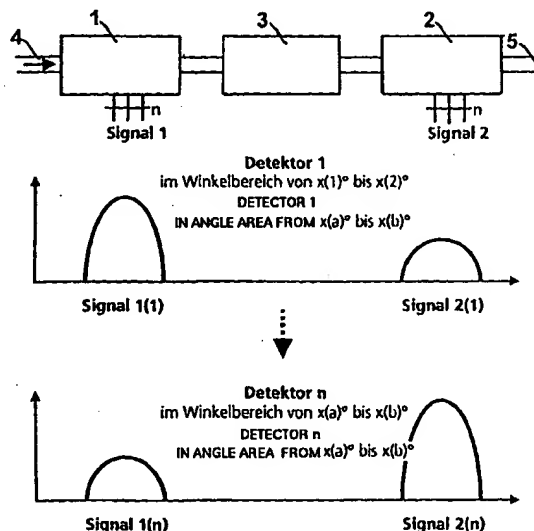 1 3 2
4 5
n n
Signal 1 Signal 2
Detektor 1
im Winkelbereich von x(1)° bis x(2)°
DETECTOR 1
IN ANGLE AREA FROM x(a)° bis x(b)°
Signal 1(1) Signal 2(1)
Detektor n
im Winkelbereich von x(a)° bis x(b)°
DETECTOR n
IN ANGLE AREA FROM x(a)° bis x(b)°
Signal 1(n) Signal 2(n)